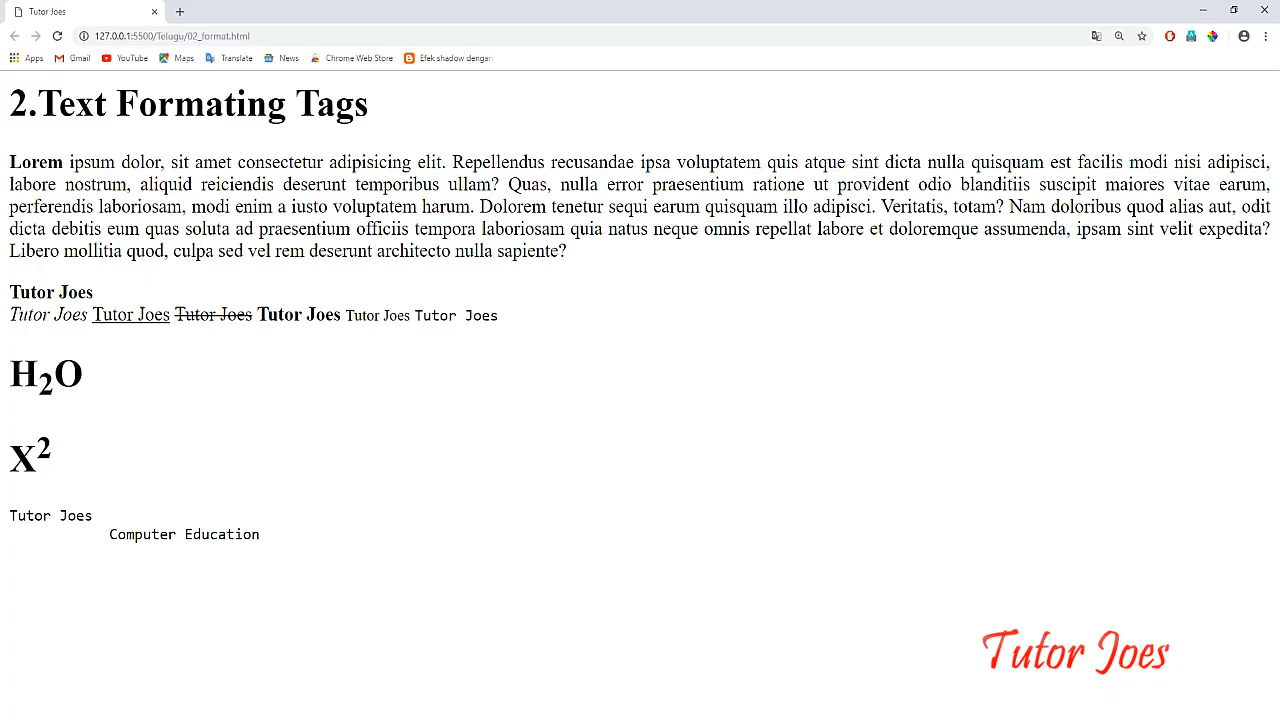 Tutor Joes
127.0.0.1:5500/Telugu/02_format.html
Apps Gmail YouTube Maps Translate News Chrome Web Store Efek shadow dengan
2.Text Formating Tags
Lorem ipsum dolor, sit amet consectetur adipisicing elit. Repellendus recusandae ipsa voluptatem quis atque sint dicta nulla quisquam est facilis modi nisi adipisci,
labore nostrum, aliquid reiciendis deserunt temporibus ullam? Quas, nulla error praesentium ratione ut provident odio blanditiis suscipit maiores vitae earum,
perferendis laboriosam, modi enim a iusto voluptatem harum. Dolorem tenetur sequi earum quisquam illo adipisci. Veritatis, totam? Nam doloribus quod alias aut, odit
dicta debitis eum quas soluta ad praesentium officiis tempora laboriosam quia natus neque omnis repellat labore et doloremque assumenda, ipsam sint velit expedita?
Libero mollitia quod, culpa sed vel rem deserunt architecto nulla sapiente?
Tutor Joes
Tutor Joes Tutor Joes Tutor Joes Tutor Joes Tutor Joes Tutor Joes
H₂O
X²
Tutor Joes
Computer Education
Tutor Joes